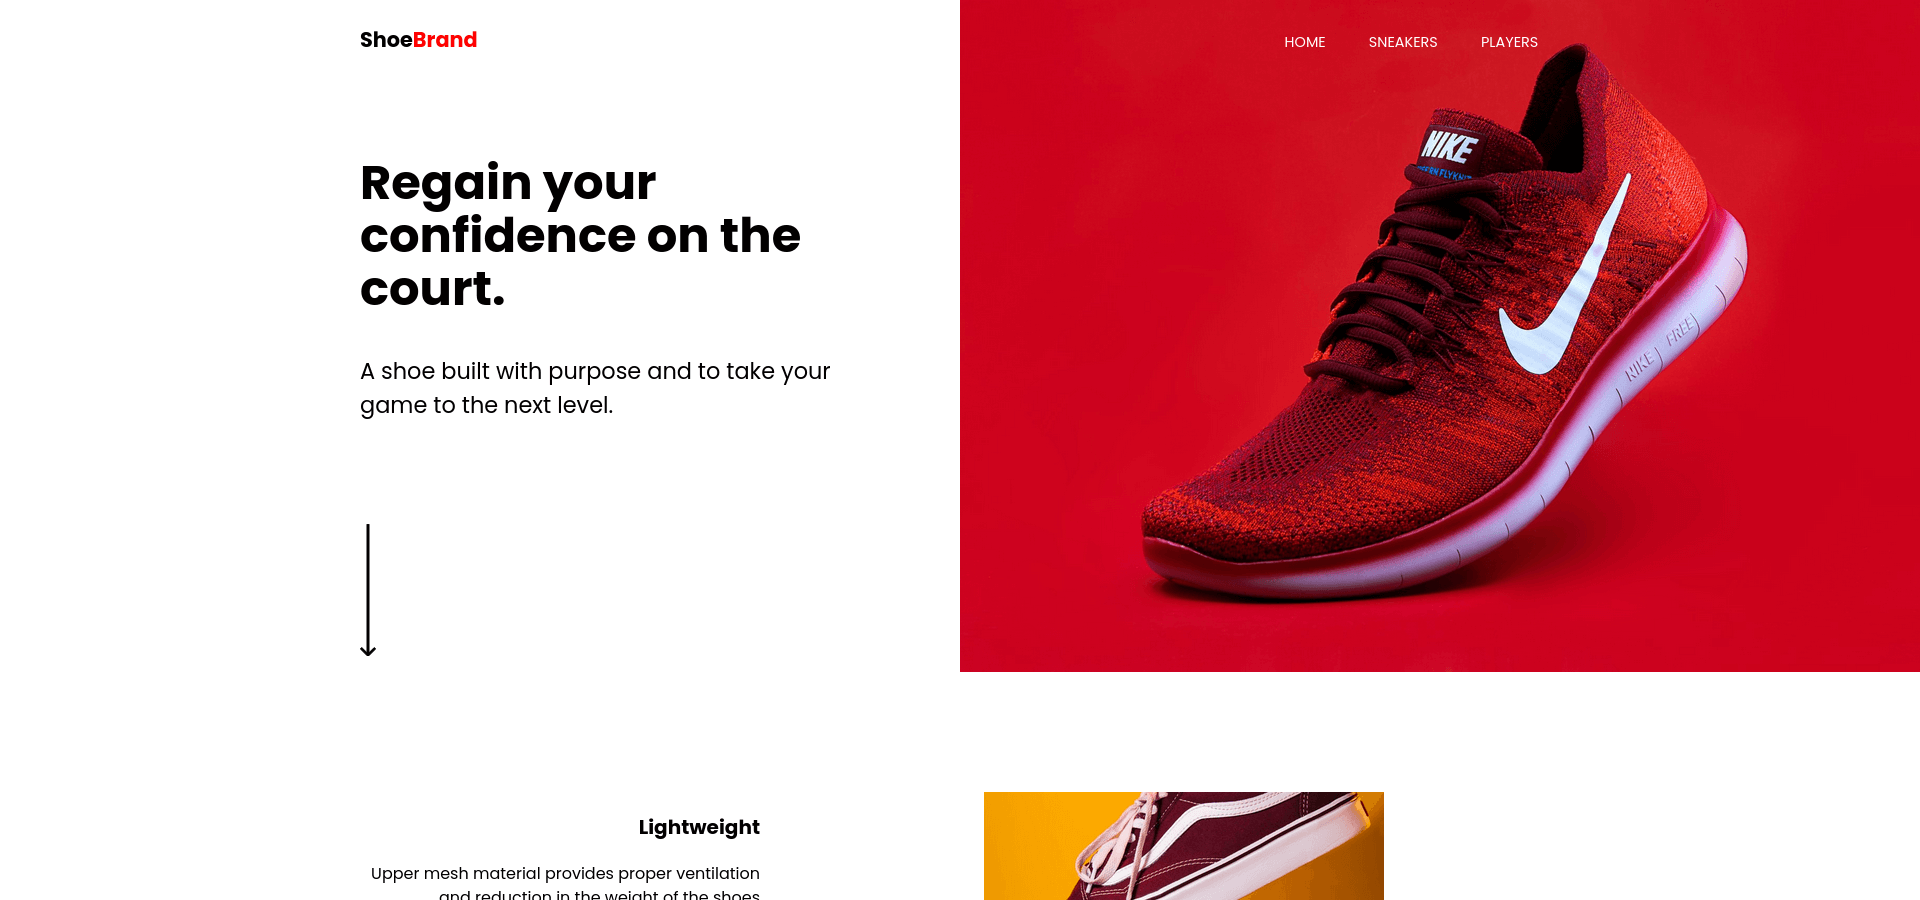 ShoeBrand
HOME SNEAKERS PLAYERS
Regain your
confidence on the
court.
A shoe built with purpose and to take your
game to the next level.
NIKE
NIKE FREE
Lightweight
Upper mesh material provides proper ventilation
and reduction in the weight of the shoes